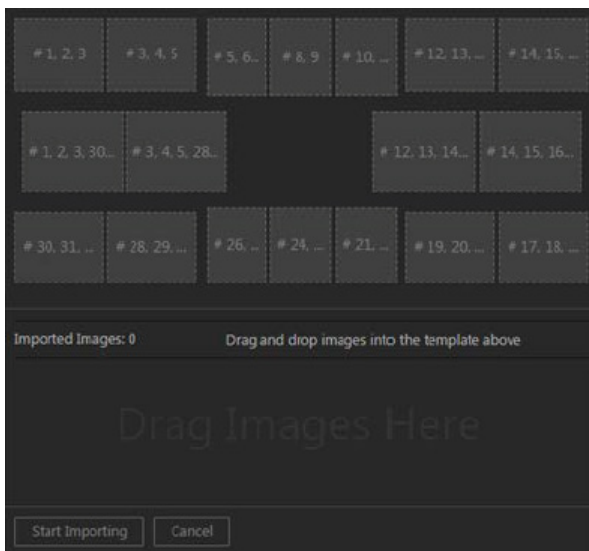 # 1, 2, 3 # 3, 4, 5 # 5, 6... # 8, 9 # 10, ... # 12, 13, ... # 14, 15, ...
# 1, 2, 3, 30... # 3, 4, 5, 28... # 12, 13, 14... # 14, 15, 16...
# 30, 31, ... # 28, 29, ... # 26, ... # 24, ... # 21, ... # 19, 20, ... # 17, 18, ...
Imported Images: 0 Drag and drop images into the template above
Drag Images Here
Start Importing Cancel